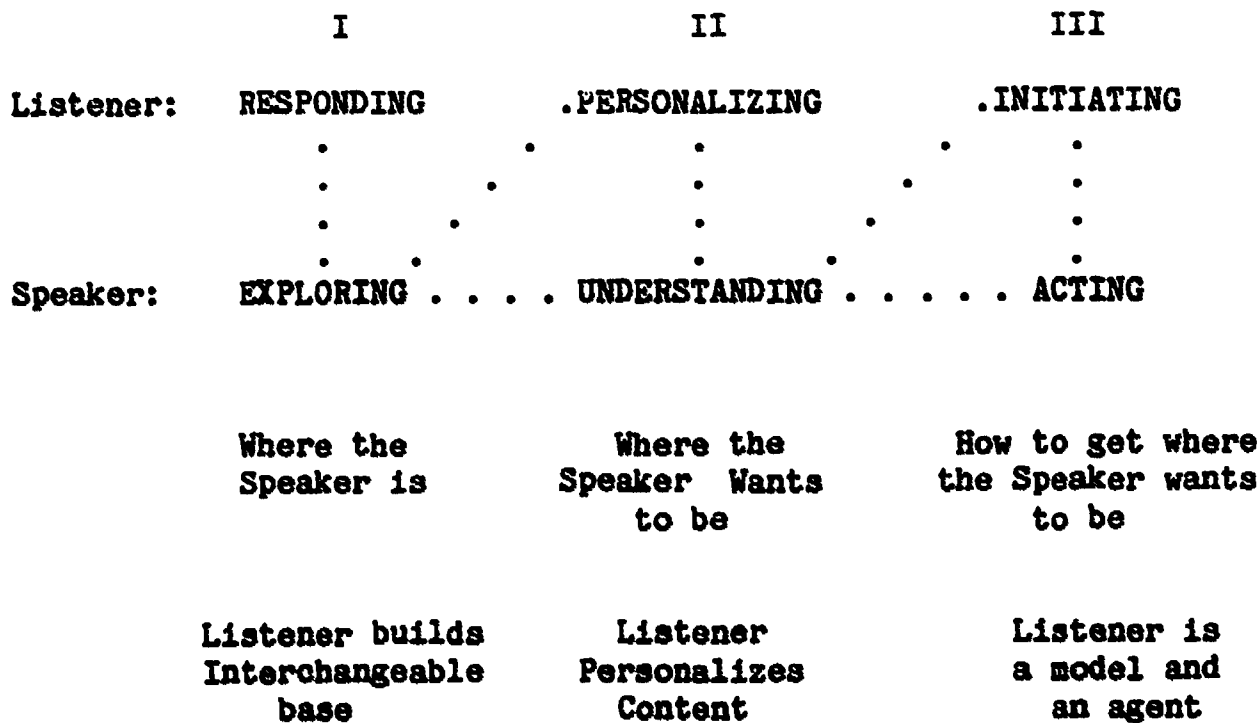 I II III
Listener: RESPONDING .PERSONALIZING .INITIATING
Speaker: EXPLORING . . . . UNDERSTANDING . . . . . ACTING
Where the Where the How to get where
Speaker is Speaker Wants the Speaker wants
to be to be
Listener builds Listener Listener is
Interchangeable Personalizes a model and
base Content an agent